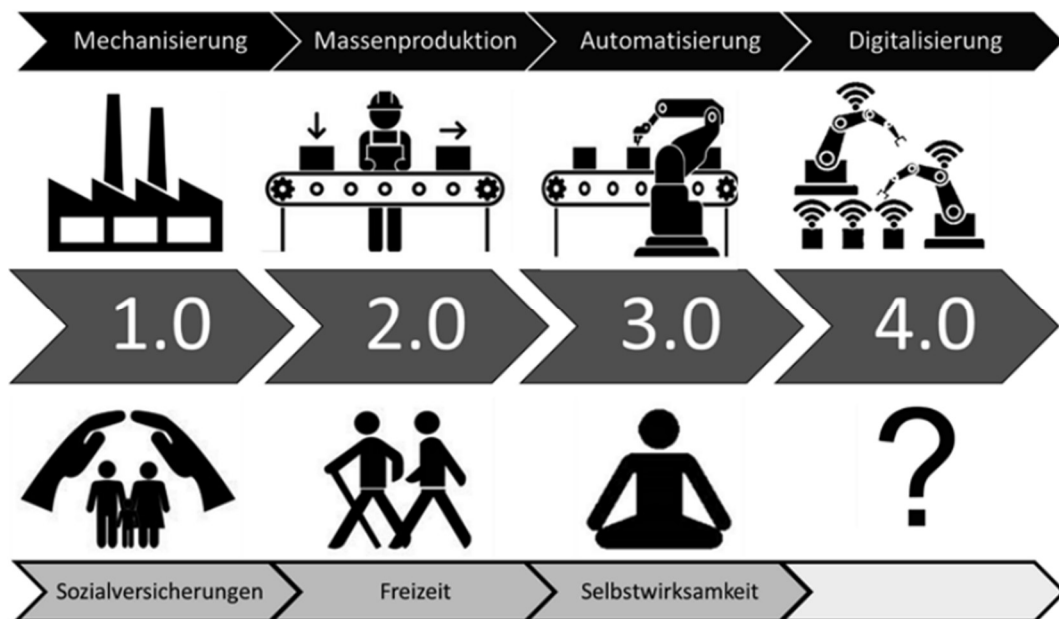 Mechanisierung
Massenproduktion
Automatisierung
Digitalisierung
1.0
2.0
3.0
4.0
?
Sozialversicherungen
Freizeit
Selbstwirksamkeit